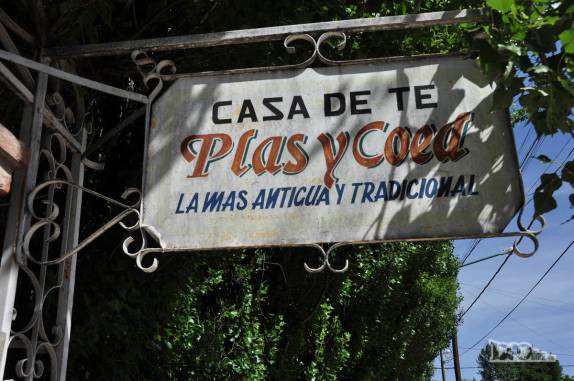 CASA DE TE
Plas y Coed
LA MAS ANTIGUA Y TRADICIONAL